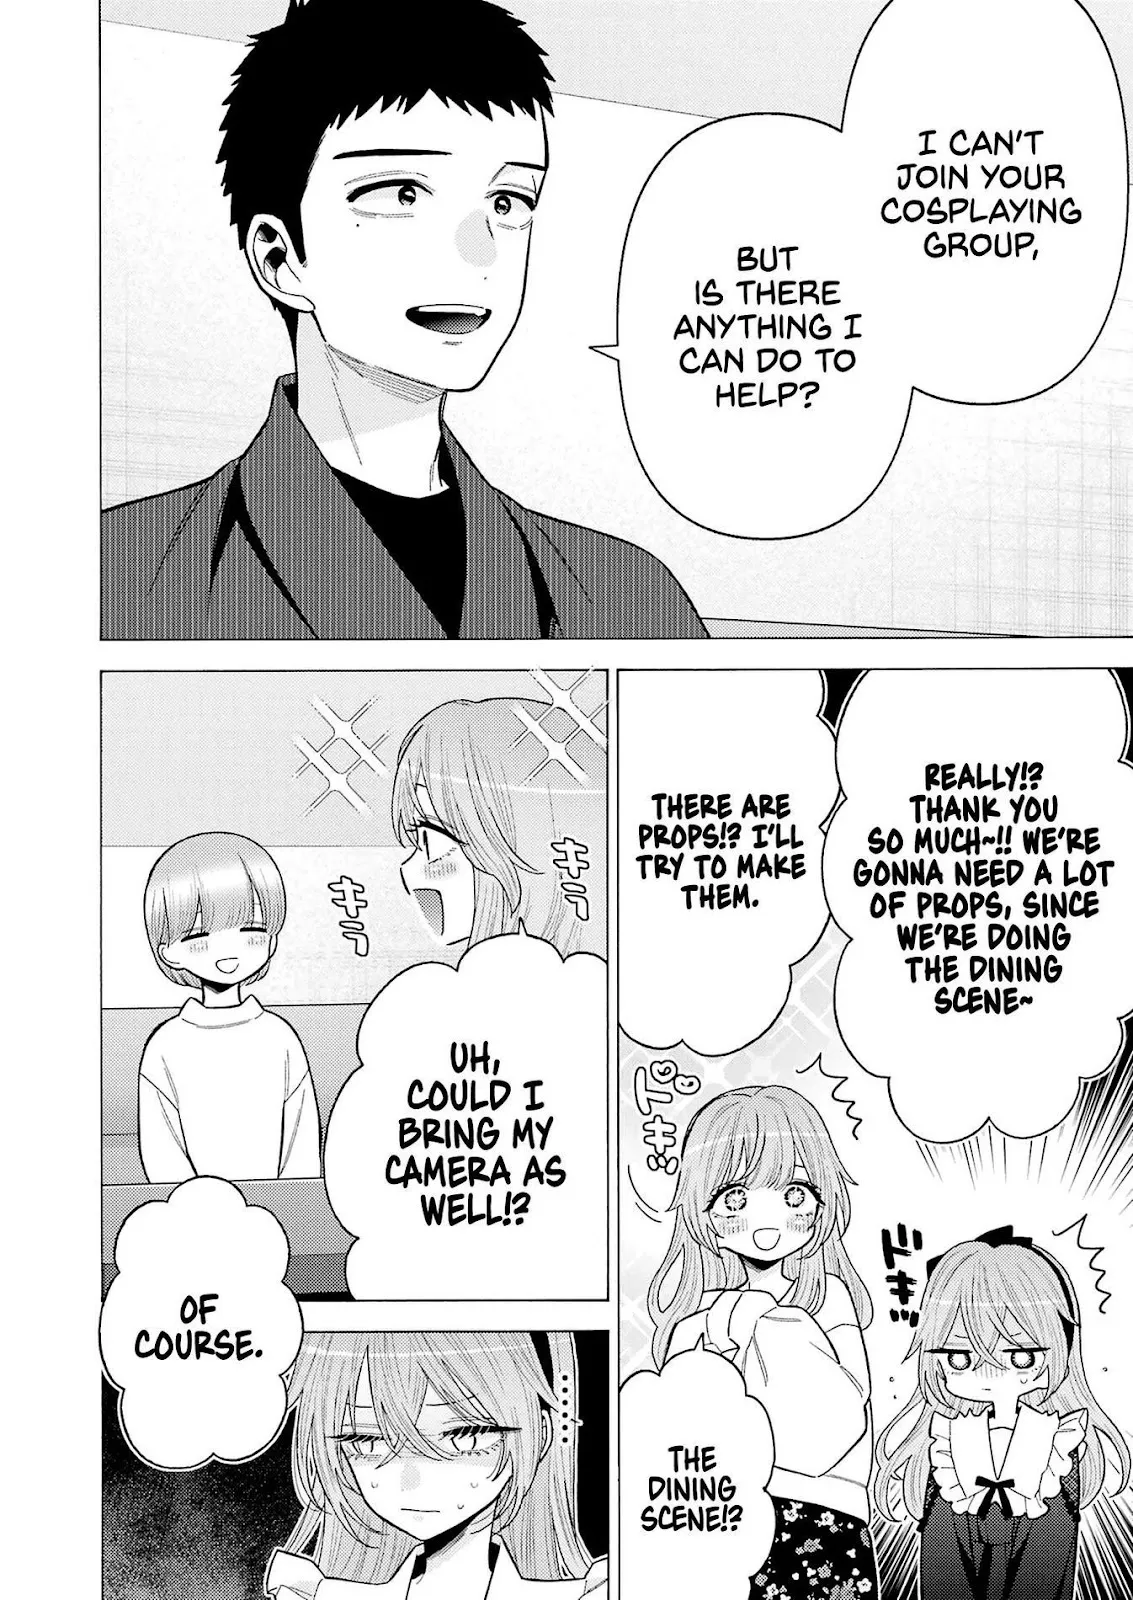 I CAN'T
JOIN YOUR
COSPLAYING
GROUP,
BUT
IS THERE
ANYTHING I
CAN DO TO
HELP?
REALLY!?
THANK YOU
SO MUCH~!! WE'RE
GONNA NEED A LOT
OF PROPS, SINCE
WE'RE DOING
THE DINING
SCENE~
THERE ARE
PROPS!? I'LL
TRY TO MAKE
THEM.
ドキッ
ドキ!!!
THE
DINING
SCENE!?
キラ
キラ
UH,
COULD I
BRING MY
CAMERA AS
WELL!?
OF
COURSE.